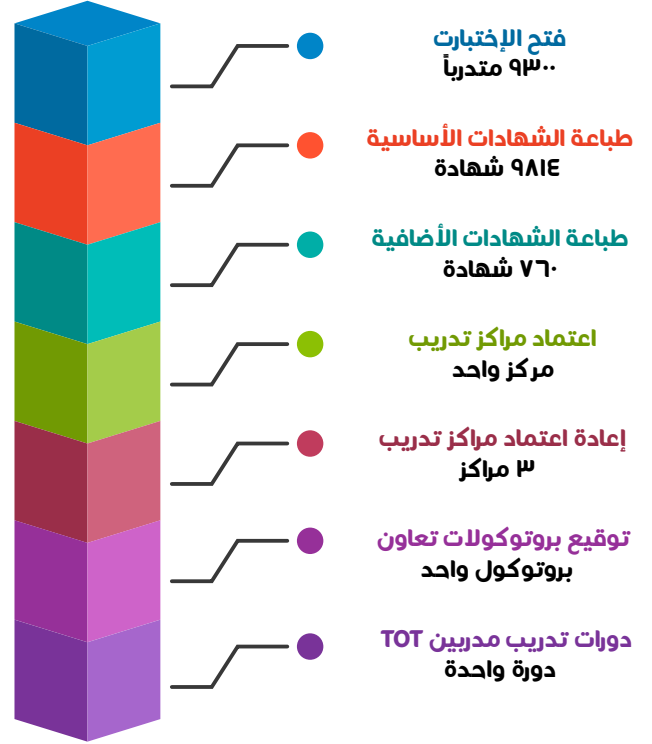 فتح الإختبارت
٩٣٠٠ متدرباً
طباعة الشهادات الأساسية
٩٨١٤ شهادة
طباعة الشهادات الأضافية
٧٦٠ شهادة
اعتماد مراكز تدريب
مركز واحد
إعادة اعتماد مراكز تدريب
٣ مراكز
توقيع بروتوكولات تعاون
بروتوكول واحد
دورات تدريب مدربين TOT
دورة واحدة